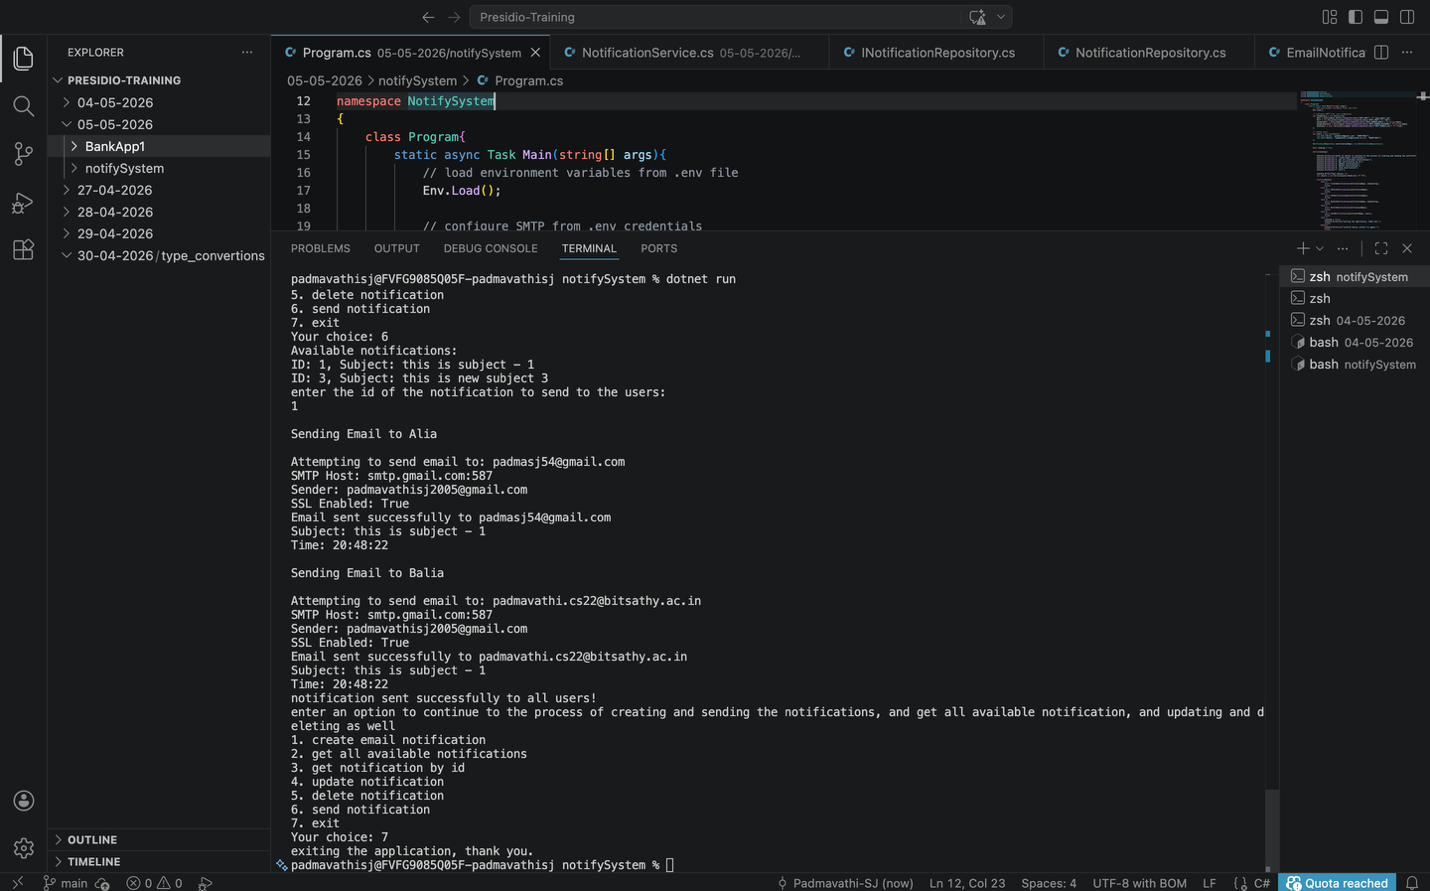 Presidio-Training
EXPLORER
PRESIDIO-TRAINING
04-05-2026
05-05-2026
BankApp1
notifySystem
27-04-2026
28-04-2026
29-04-2026
30-04-2026/type_convertions
OUTLINE
TIMELINE
Program.cs 05-05-2026/notifySystem
NotificationService.cs 05-05-2026/...
INotificationRepository.cs
NotificationRepository.cs
EmailNotifica
05-05-2026 > notifySystem > Program.cs
12 namespace NotifySystem
13 {
14 class Program{
15 static async Task Main(string[] args){
16 // load environment variables from .env file
17 Env.Load();
18
19 // configure SMTP from .env credentials
PROBLEMS OUTPUT DEBUG CONSOLE TERMINAL PORTS
padmavathisj@FVFG9085Q05F-padmavathisj notifySystem % dotnet run
5. delete notification
6. send notification
7. exit
Your choice: 6
Available notifications:
ID: 1, Subject: this is subject - 1
ID: 3, Subject: this is new subject 3
enter the id of the notification to send to the users:
1
Sending Email to Alia
Attempting to send email to: padmasj54@gmail.com
SMTP Host: smtp.gmail.com:587
Sender: padmavathisj2005@gmail.com
SSL Enabled: True
Email sent successfully to padmasj54@gmail.com
Subject: this is subject - 1
Time: 20:48:22
Sending Email to Balia
Attempting to send email to: padmavathi.cs22@bitsathy.ac.in
SMTP Host: smtp.gmail.com:587
Sender: padmavathisj2005@gmail.com
SSL Enabled: True
Email sent successfully to padmavathi.cs22@bitsathy.ac.in
Subject: this is subject - 1
Time: 20:48:22
notification sent successfully to all users!
enter an option to continue to the process of creating and sending the notifications, and get all available notification, and updating and d
eleting as well
1. create email notification
2. get all available notifications
3. get notification by id
4. update notification
5. delete notification
6. send notification
7. exit
Your choice: 7
exiting the application, thank you.
padmavathisj@FVFG9085Q05F-padmavathisj notifySystem %
zsh notifySystem
zsh
zsh 04-05-2026
bash 04-05-2026
bash notifySystem
main
0 0
Padmavathi-SJ (now)
Ln 12, Col 23
Spaces: 4
UTF-8 with BOM
LF
{} C#
Quota reached